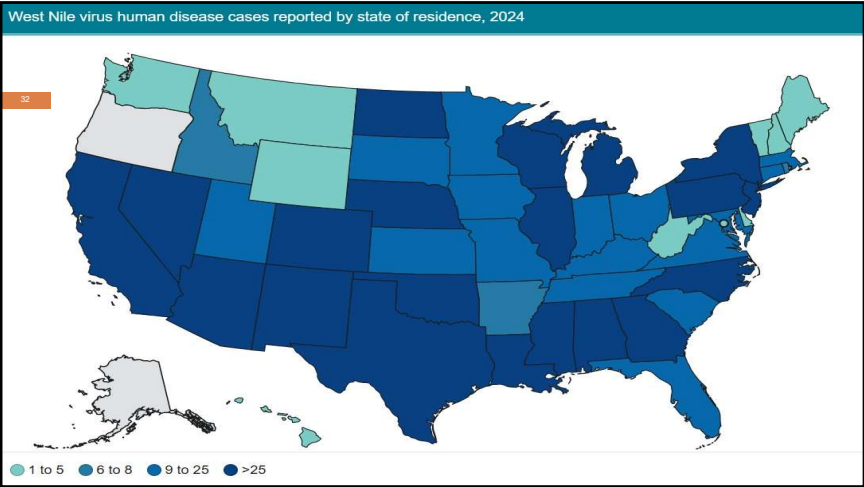 West Nile virus human disease cases reported by state of residence, 2024
32
1 to 5 6 to 8 9 to 25 >25